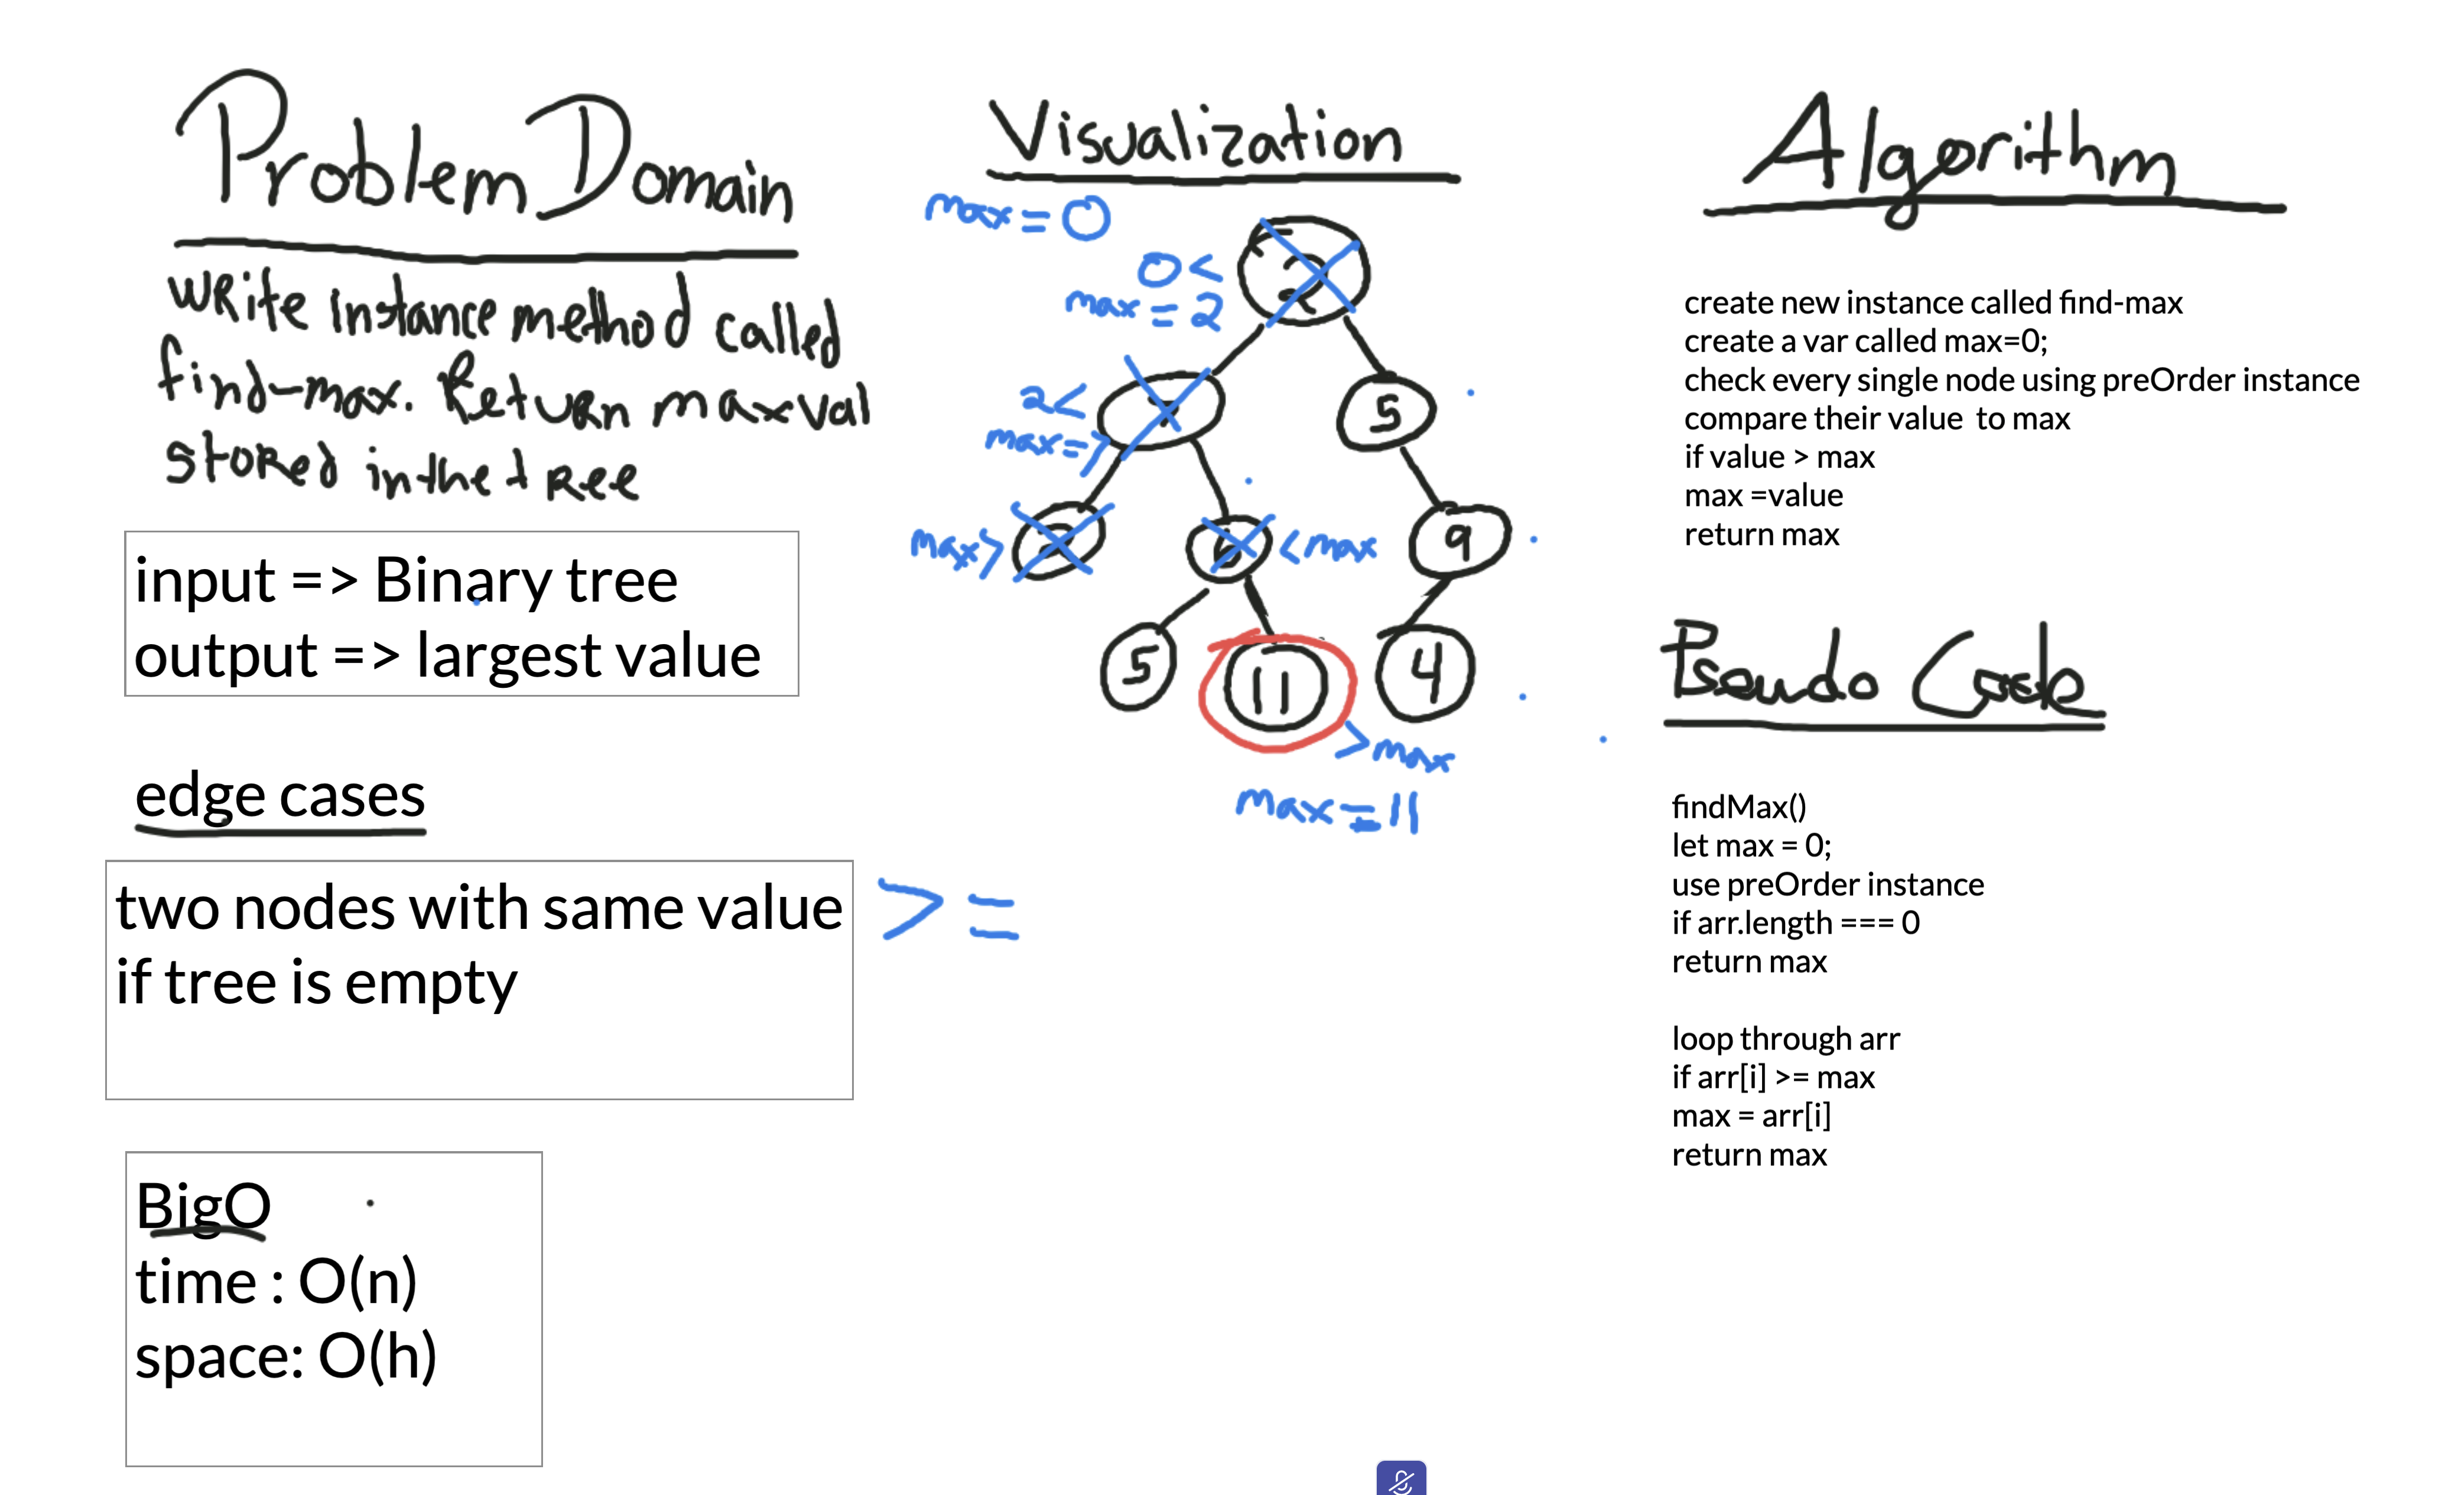 Problem Domain
write instance method called
find-max. Return maxval
stored in the tree
input => Binary tree
output => largest value
edge cases
two nodes with same value
if tree is empty
>=
BigO
time : O(n)
space: O(h)
Visualization
max=0
0<
max=2
2
2<
max=7
5
max>
<max
9
5
11
4
>max
max=11
Algorithm
create new instance called find-max
create a var called max=0;
check every single node using preOrder instance
compare their value to max
if value > max
max =value
return max
Pseudo Code
findMax()
let max = 0;
use preOrder instance
if arr.length === 0
return max
loop through arr
if arr[i] >= max
max = arr[i]
return max